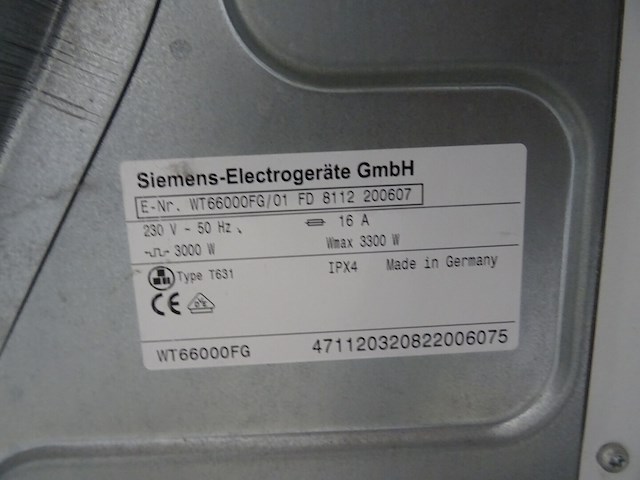 Siemens-Electrogeräte GmbH
E-Nr. WT66000FG/01 FD 8112 200607
230 V - 50 Hz 16 A
3000 W Wmax 3300 W
Type T631 IPX4 Made in Germany
CE
WT66000FG 471120320822006075